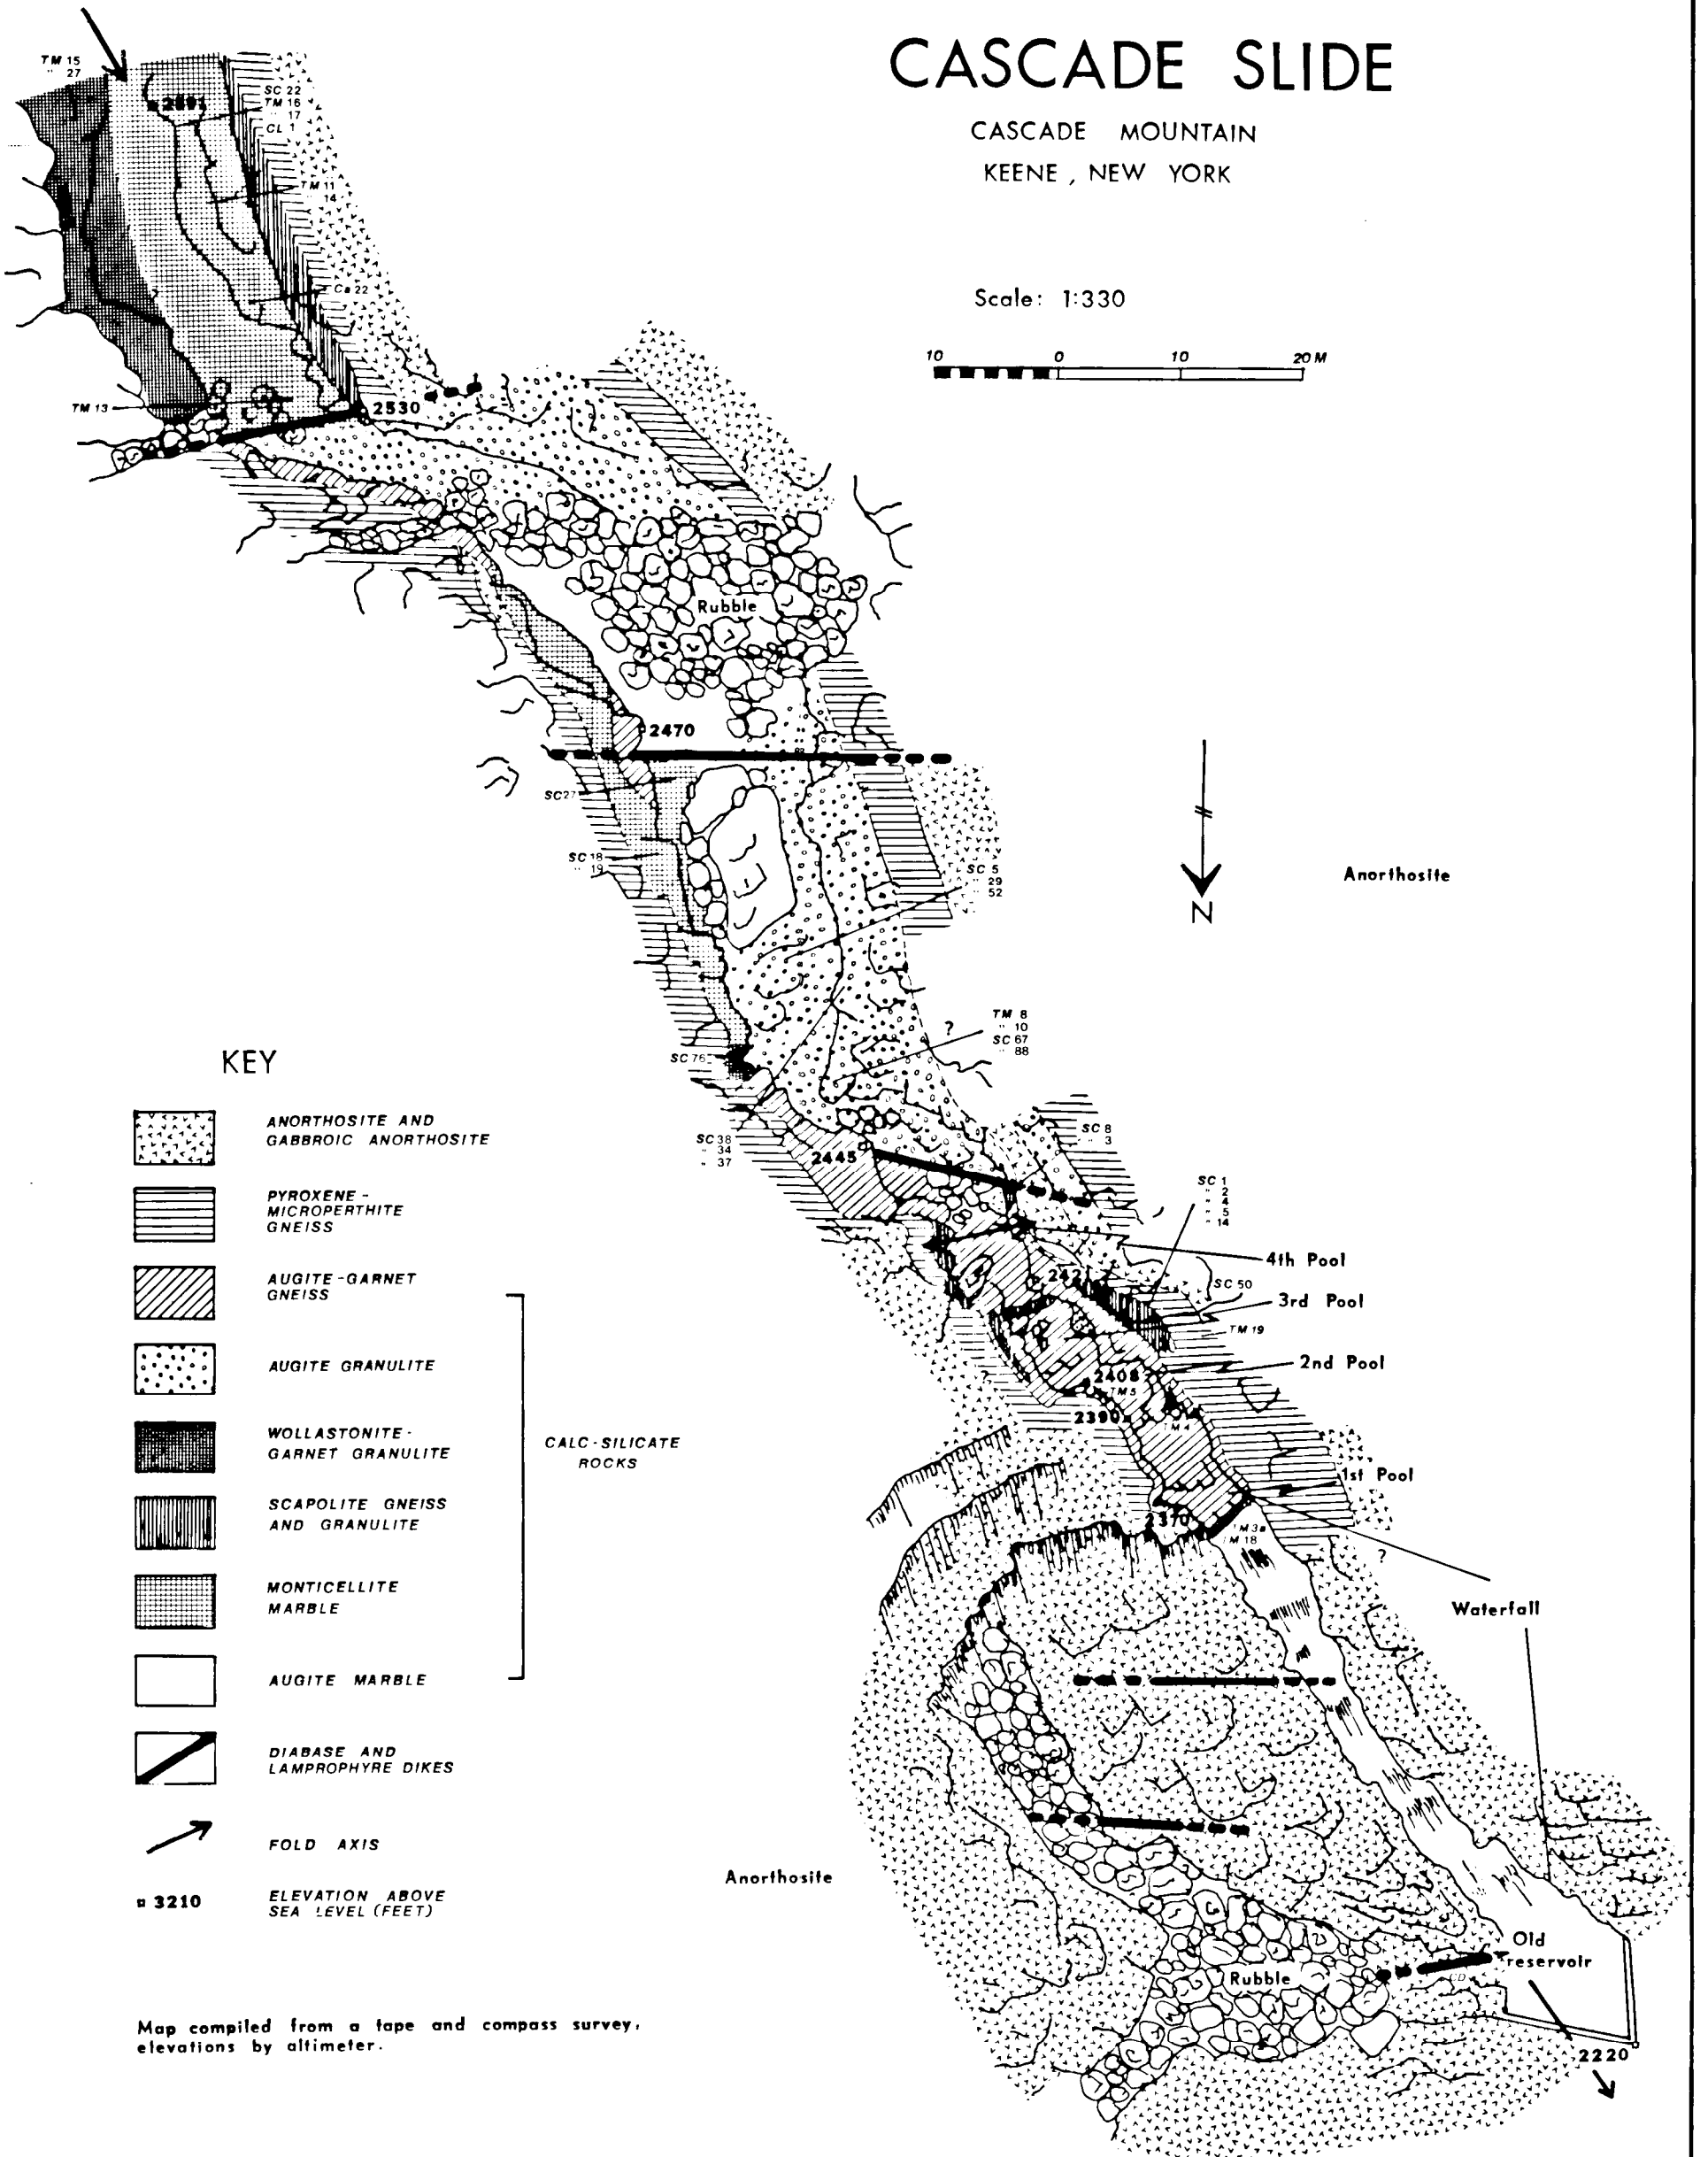 CASCADE SLIDE
CASCADE MOUNTAIN
KEENE, NEW YORK
Scale: 1:330
10 0 10 20 M
TM 15
" 27
SC 22
TM 16
" 17
CL 1
TM 11
" 14
TM 13
2530
Rubble
2470
SC 27
SC 18
" 19
SC 5
" 29
" 52
N
Anorthosite
TM 8
" 10
SC 67
" 88
?
SC 76
SC 38
" 34
" 37
2445
SC 8
" 3
SC 1
" 2
" 4
" 5
" 14
4th Pool
SC 50
3rd Pool
TM 19
2nd Pool
2408
TM 5
2390
TM 4
1st Pool
2370
TM 18
?
Waterfall
Anorthosite
Rubble
Old
reservoir
2220
KEY
ANORTHOSITE AND
GABBROIC ANORTHOSITE
PYROXENE -
MICROPERTHITE
GNEISS
AUGITE - GARNET
GNEISS
AUGITE GRANULITE
WOLLASTONITE -
GARNET GRANULITE
SCAPOLITE GNEISS
AND GRANULITE
MONTICELLITE
MARBLE
AUGITE MARBLE
CALC - SILICATE
ROCKS
DIABASE AND
LAMPROPHYRE DIKES
FOLD AXIS
3210
ELEVATION ABOVE
SEA LEVEL (FEET)
Map compiled from a tape and compass survey,
elevations by altimeter.